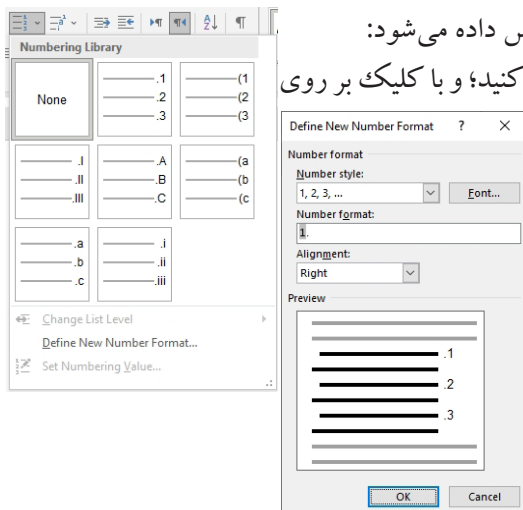 س داده می‌شود:
کنید؛ و با کلیک بر روی
Numbering Library
None
.1
.2
.3
(1
(2
(3
.I
.II
.III
.A
.B
.C
(a
(b
(c
.a
.b
.c
.i
.ii
.iii
Change List Level
Define New Number Format...
Set Numbering Value...
Define New Number Format ? ×
Number format
Number style:
1, 2, 3, ...
Font...
Number format:
1.
Alignment:
Right
Preview
.1
.2
.3
OK Cancel